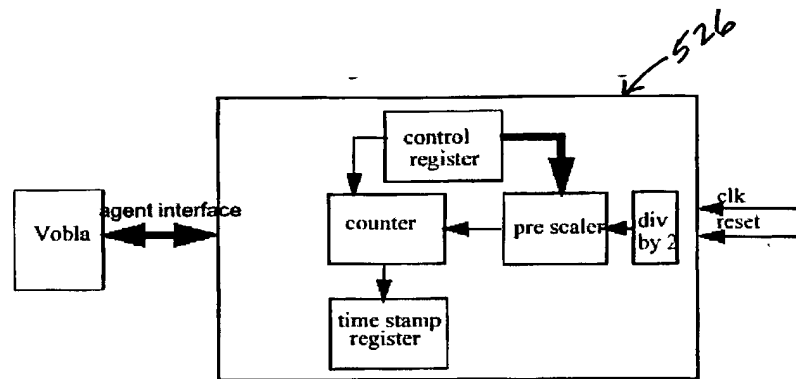 526
control
register
clk
agent interface
reset
Vobla
counter
pre scaler
div
by 2
time stamp
register